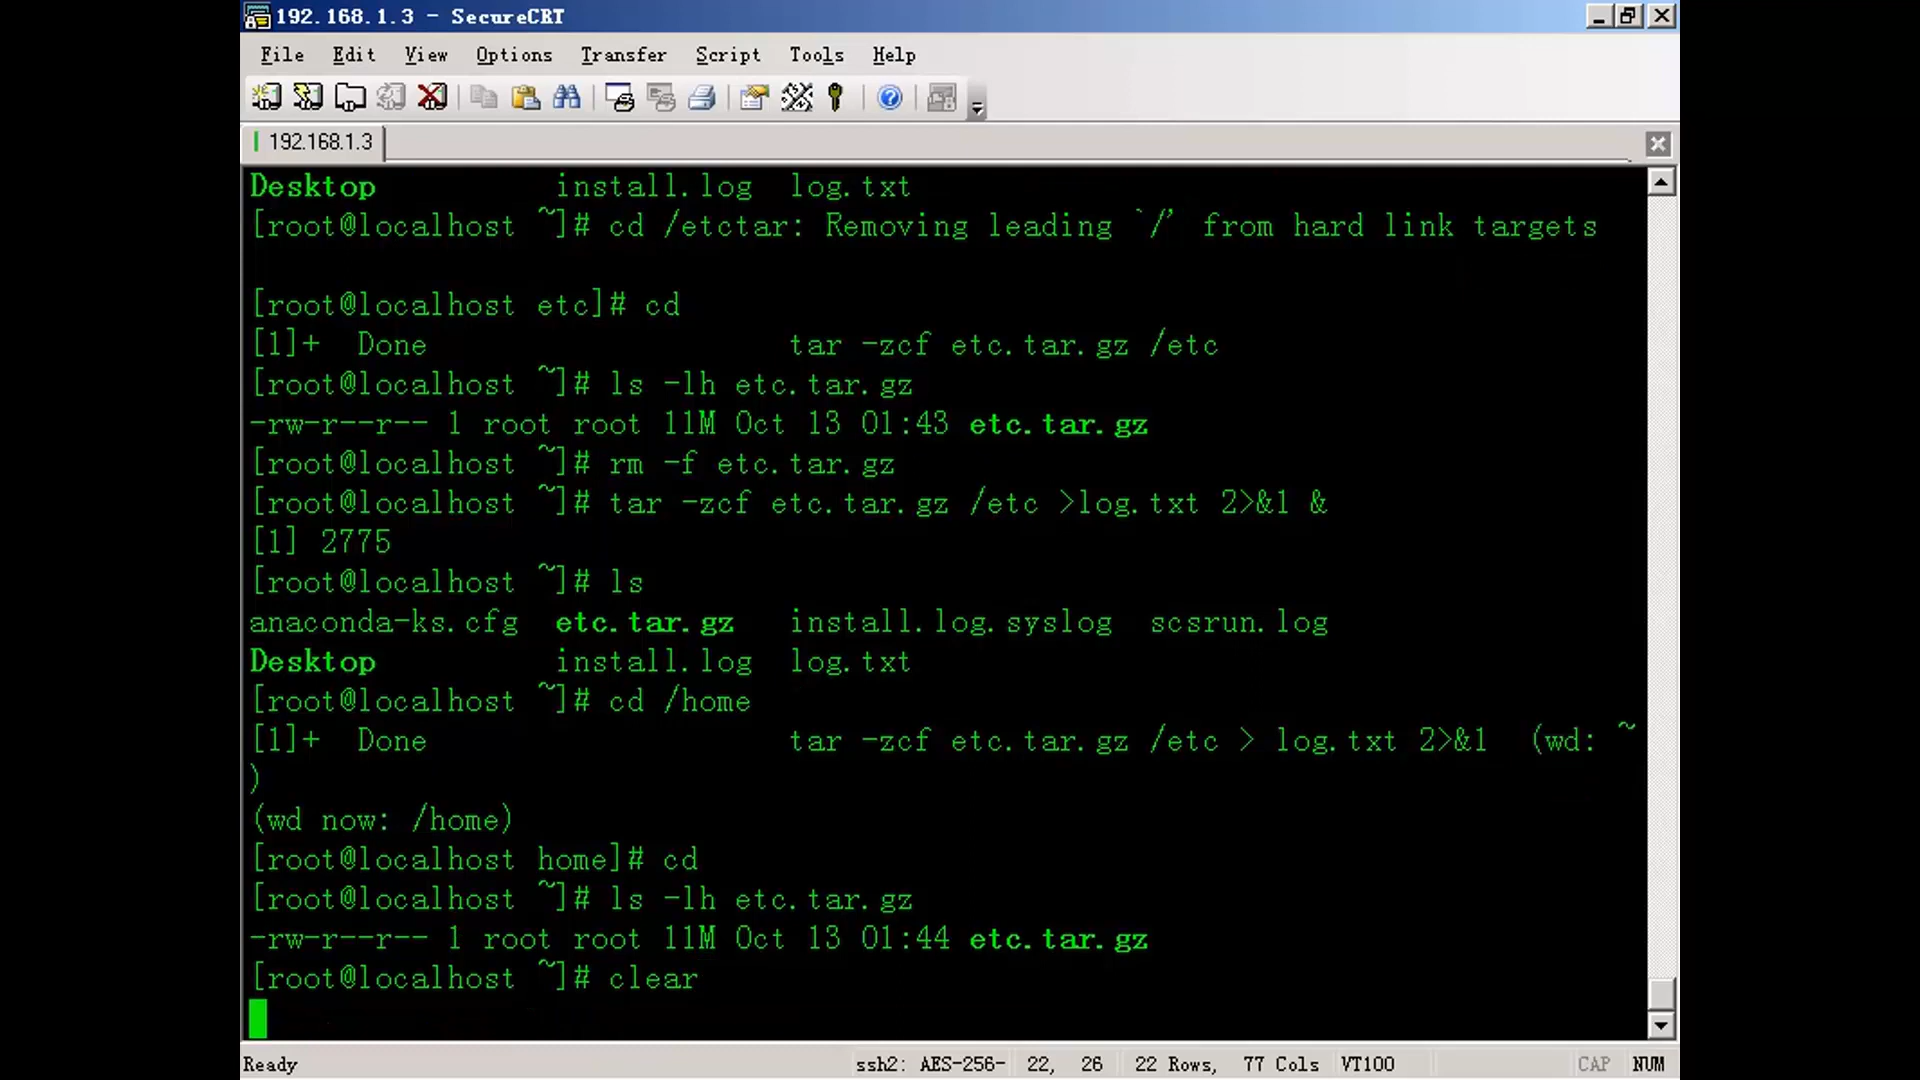 192.168.1.3 - SecureCRT
File Edit View Options Transfer Script Tools Help
192.168.1.3
Desktop          install.log  log.txt
[root@localhost ~]# cd /etctar: Removing leading `/' from hard link targets
[root@localhost etc]# cd
[1]+  Done                    tar -zcf etc.tar.gz /etc
[root@localhost ~]# ls -lh etc.tar.gz
-rw-r--r-- 1 root root 11M Oct 13 01:43 etc.tar.gz
[root@localhost ~]# rm -f etc.tar.gz
[root@localhost ~]# tar -zcf etc.tar.gz /etc >log.txt 2>&1 &
[1] 2775
[root@localhost ~]# ls
anaconda-ks.cfg  etc.tar.gz   install.log.syslog  scsrun.log
Desktop          install.log  log.txt
[root@localhost ~]# cd /home
[1]+  Done                    tar -zcf etc.tar.gz /etc > log.txt 2>&1  (wd: ~
)
(wd now: /home)
[root@localhost home]# cd
[root@localhost ~]# ls -lh etc.tar.gz
-rw-r--r-- 1 root root 11M Oct 13 01:44 etc.tar.gz
[root@localhost ~]# clear
Ready ssh2: AES-256- 22, 26 22 Rows, 77 Cols VT100 CAP NUM